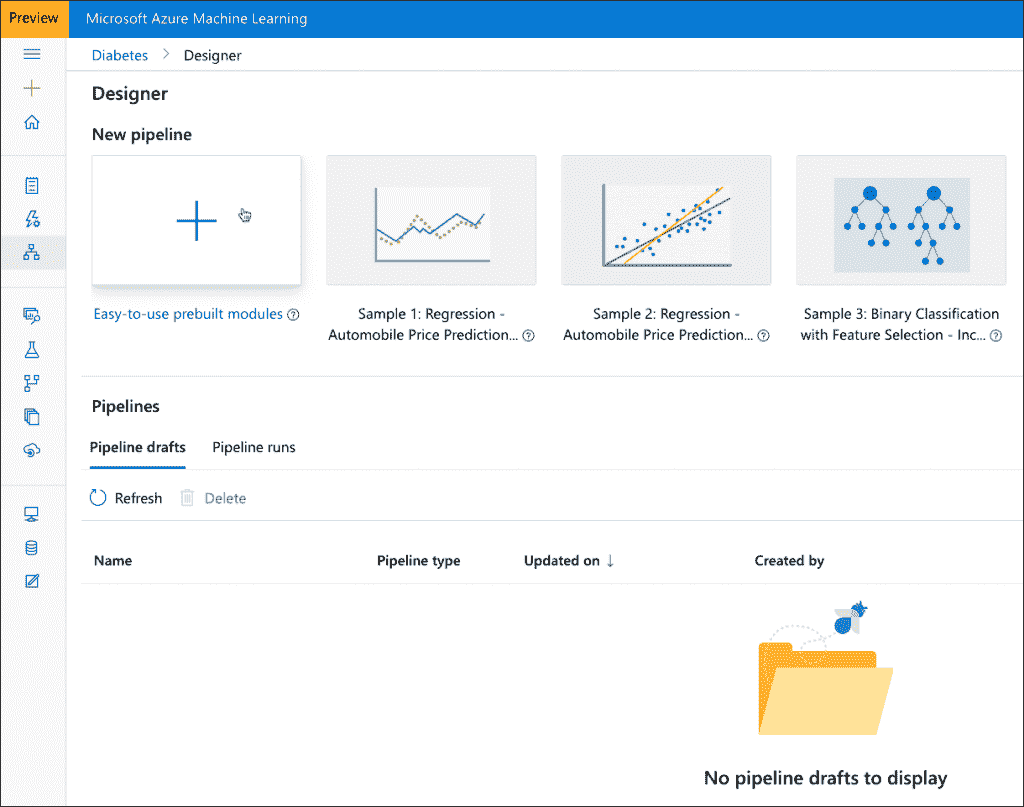 Preview
Microsoft Azure Machine Learning
Diabetes > Designer
Designer
New pipeline
Easy-to-use prebuilt modules
Sample 1: Regression -
Automobile Price Prediction...
Sample 2: Regression -
Automobile Price Prediction...
Sample 3: Binary Classification
with Feature Selection - Inc...
Pipelines
Pipeline drafts Pipeline runs
Refresh Delete
Name Pipeline type Updated on ↓ Created by
No pipeline drafts to display